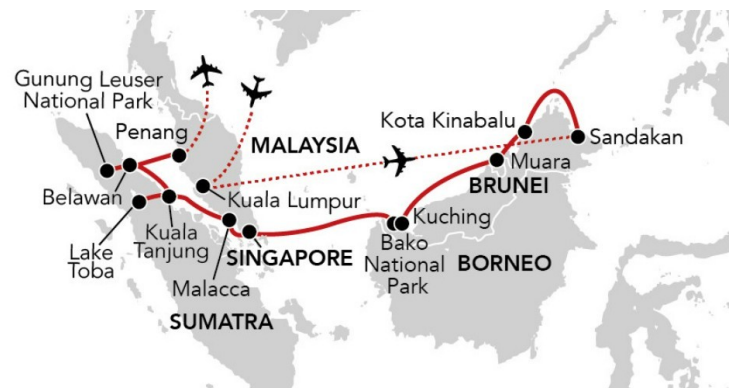 Gunung Leuser
National Park
Penang
MALAYSIA
Kota Kinabalu
Sandakan
Muara
BRUNEI
Belawan
Kuala Lumpur
Kuching
Lake
Toba
Kuala
Tanjung
SINGAPORE
Bako
National
Park
BORNEO
Malacca
SUMATRA